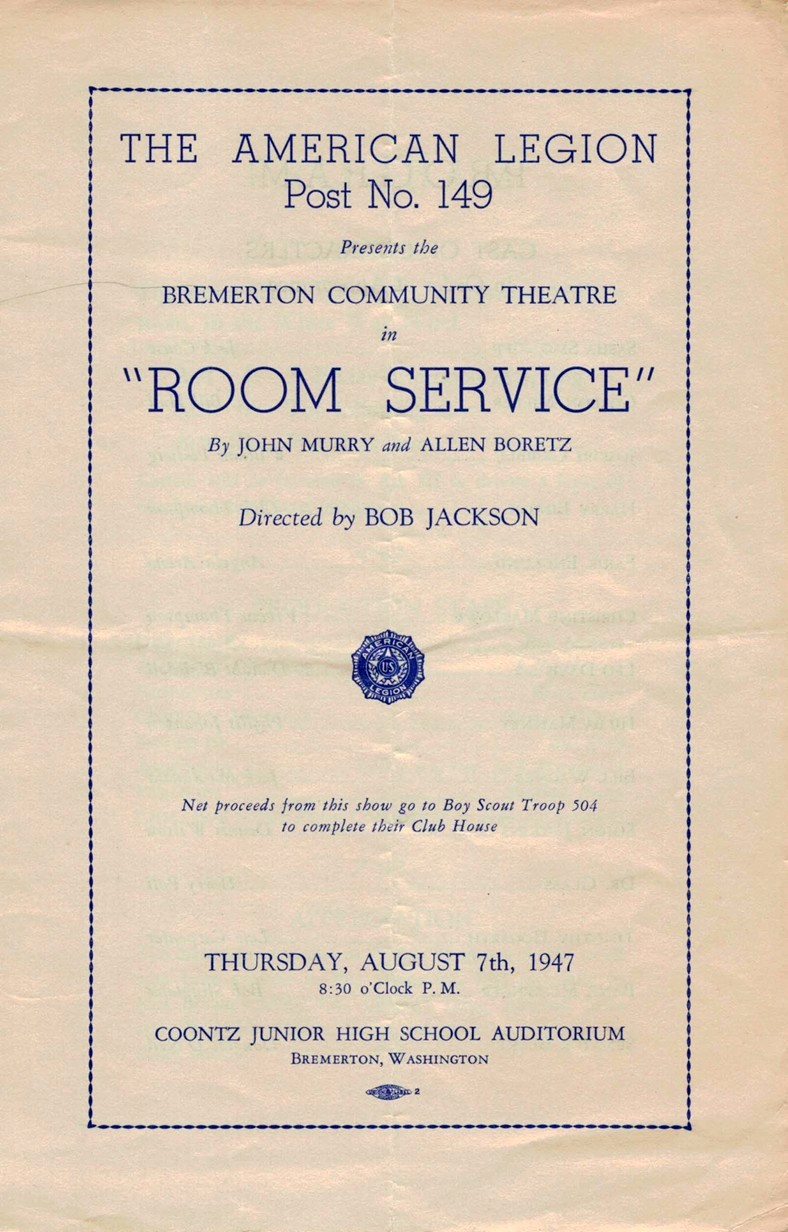 THE AMERICAN LEGION
Post No. 149
Presents the
BREMERTON COMMUNITY THEATRE
in
"ROOM SERVICE"
By JOHN MURRY and ALLEN BORETZ
Directed by BOB JACKSON
AMERICAN
US
LEGION
Net proceeds from this show go to Boy Scout Troop 504
to complete their Club House
THURSDAY, AUGUST 7th, 1947
8:30 o'Clock P. M.
COONTZ JUNIOR HIGH SCHOOL AUDITORIUM
BREMERTON, WASHINGTON
2